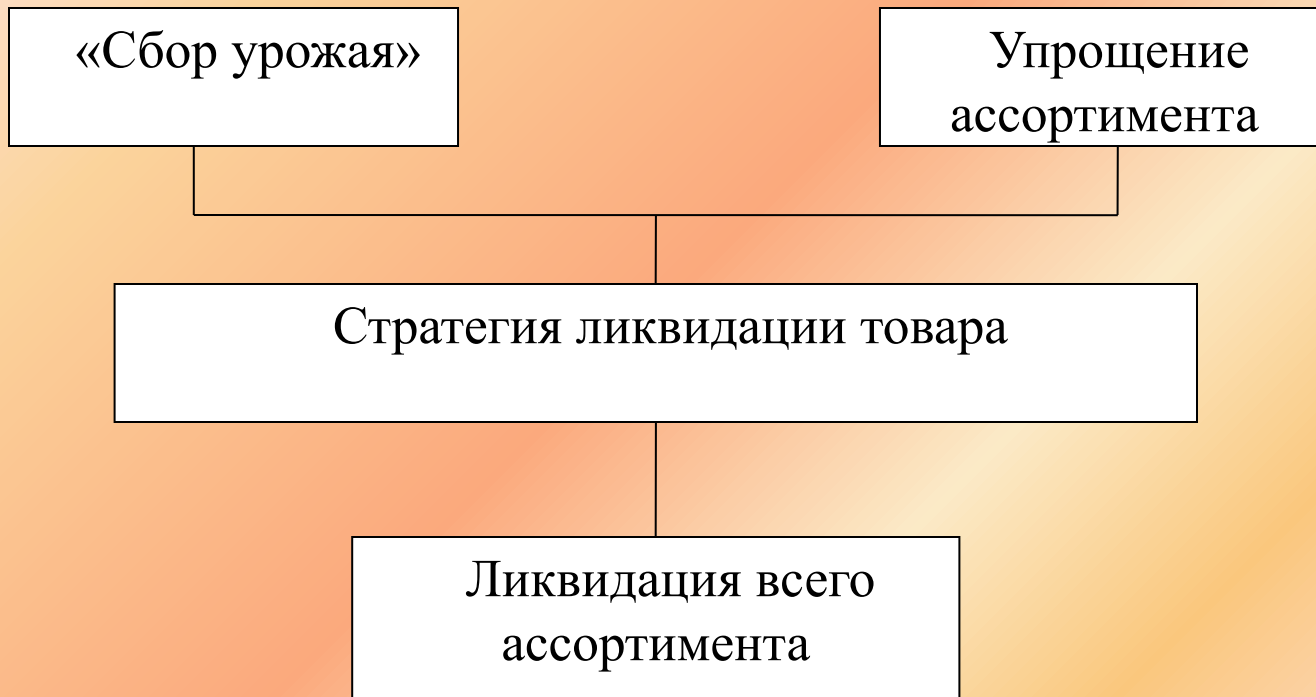 «Сбор урожая»
Упрощение
ассортимента
Стратегия ликвидации товара
Ликвидация всего
ассортимента